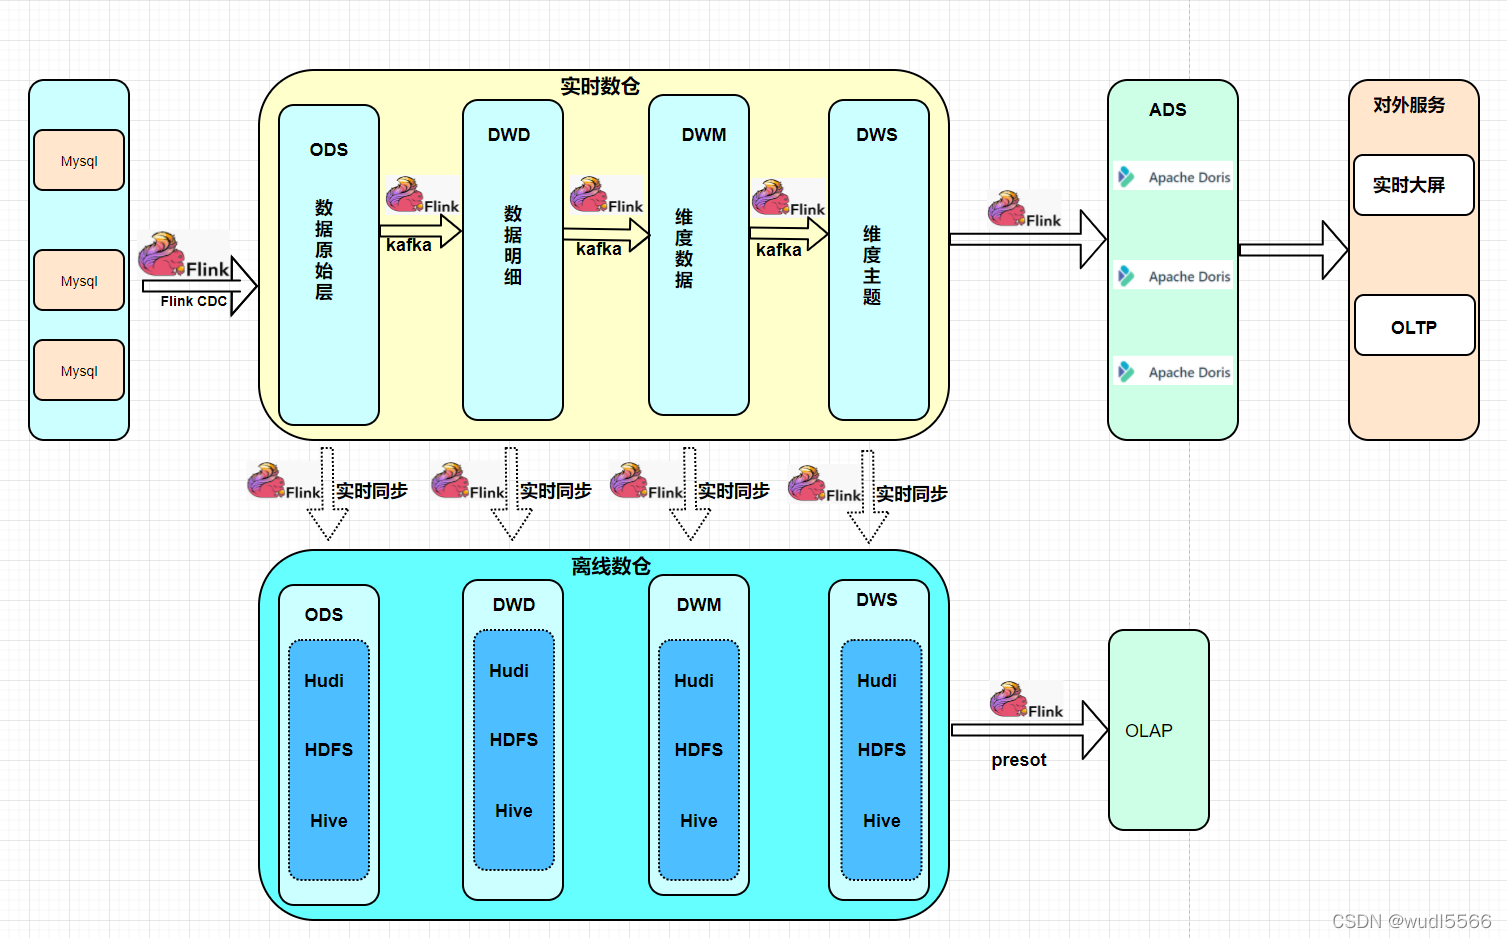 Mysql
Mysql
Mysql
Flink
Flink CDC
实时数仓
ODS
数据原始层
Flink
kafka
DWD
数据明细
Flink
kafka
DWM
维度数据
Flink
kafka
DWS
维度主题
Flink
ADS
Apache Doris
Apache Doris
Apache Doris
对外服务
实时大屏
OLTP
Flink
实时同步
Flink
实时同步
Flink
实时同步
Flink
实时同步
离线数仓
ODS
Hudi
HDFS
Hive
DWD
Hudi
HDFS
Hive
DWM
Hudi
HDFS
Hive
DWS
Hudi
HDFS
Hive
Flink
presot
OLAP
CSDN @wudl5566